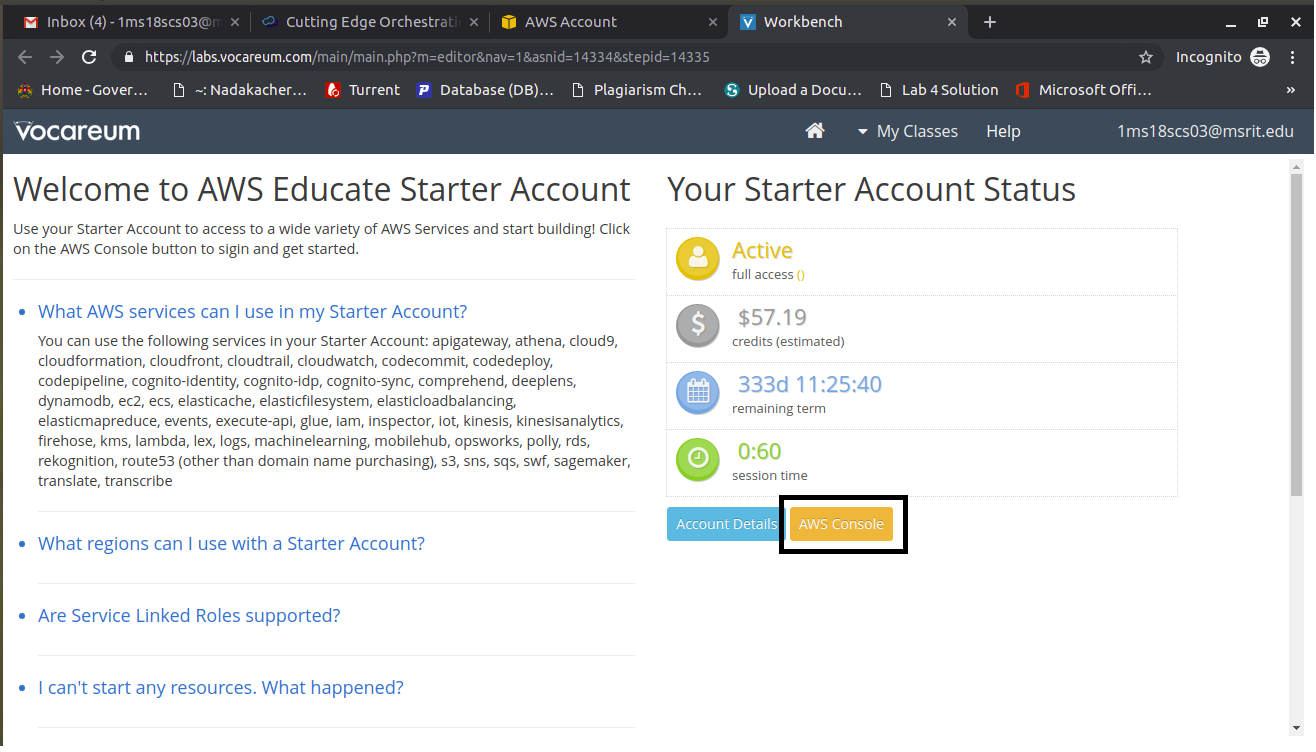 Inbox (4) - 1ms18scs03@m
Cutting Edge Orchestrati
AWS Account
Workbench
https://labs.vocareum.com/main/main.php?m=editor&nav=1&asnid=14334&stepid=14335
Incognito
Home - Gover...
~: Nadakacher...
Turrent
Database (DB)...
Plagiarism Ch...
Upload a Docu...
Lab 4 Solution
Microsoft Offi...
»
vocareum
My Classes
Help
1ms18scs03@msrit.edu
Welcome to AWS Educate Starter Account
Use your Starter Account to access to a wide variety of AWS Services and start building! Click
on the AWS Console button to sigin and get started.
• What AWS services can I use in my Starter Account?
You can use the following services in your Starter Account: apigateway, athena, cloud9,
cloudformation, cloudfront, cloudtrail, cloudwatch, codecommit, codedeploy,
codepipeline, cognito-identity, cognito-idp, cognito-sync, comprehend, deeplens,
dynamodb, ec2, ecs, elasticache, elasticfilesystem, elasticloadbalancing,
elasticmapreduce, events, execute-api, glue, iam, inspector, iot, kinesis, kinesisanalytics,
firehose, kms, lambda, lex, logs, machinelearning, mobilehub, opsworks, polly, rds,
rekognition, route53 (other than domain name purchasing), s3, sns, sqs, swf, sagemaker,
translate, transcribe
• What regions can I use with a Starter Account?
• Are Service Linked Roles supported?
• I can't start any resources. What happened?
Your Starter Account Status
Active
full access ()
$57.19
credits (estimated)
333d 11:25:40
remaining term
0:60
session time
Account Details
AWS Console